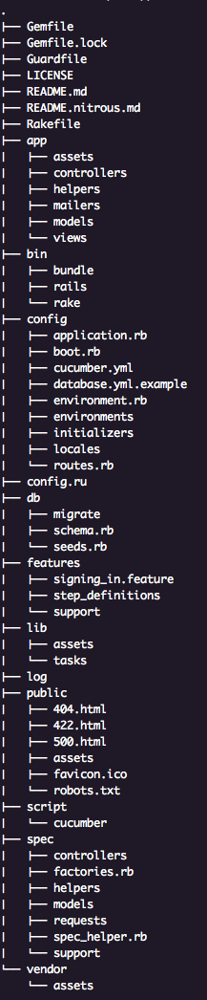 .
├── Gemfile
├── Gemfile.lock
├── Guardfile
├── LICENSE
├── README.md
├── README.nitrous.md
├── Rakefile
├── app
|   ├── assets
|   ├── controllers
|   ├── helpers
|   ├── mailers
|   ├── models
|   └── views
├── bin
|   ├── bundle
|   ├── rails
|   └── rake
├── config
|   ├── application.rb
|   ├── boot.rb
|   ├── cucumber.yml
|   ├── database.yml.example
|   ├── environment.rb
|   ├── environments
|   ├── initializers
|   ├── locales
|   └── routes.rb
├── config.ru
├── db
|   ├── migrate
|   ├── schema.rb
|   └── seeds.rb
├── features
|   ├── signing_in.feature
|   ├── step_definitions
|   └── support
├── lib
|   ├── assets
|   └── tasks
├── log
├── public
|   ├── 404.html
|   ├── 422.html
|   ├── 500.html
|   ├── assets
|   ├── favicon.ico
|   └── robots.txt
├── script
|   └── cucumber
├── spec
|   ├── controllers
|   ├── factories.rb
|   ├── helpers
|   ├── models
|   ├── requests
|   ├── spec_helper.rb
|   └── support
└── vendor
    └── assets